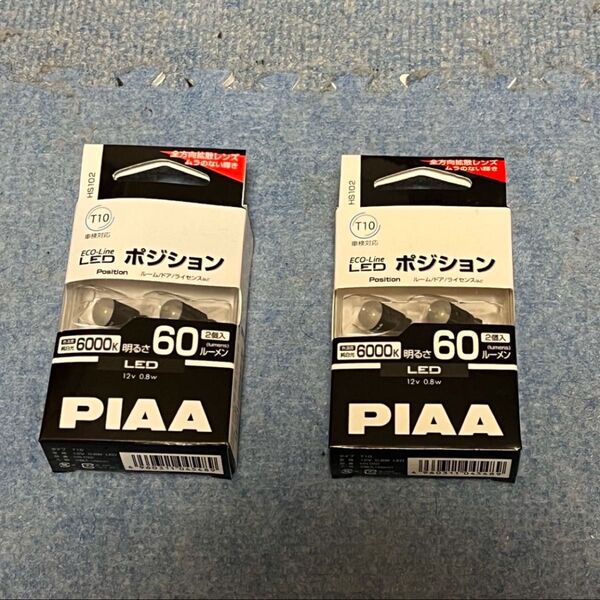 全方向拡散レンズ
ムラのない輝き
HS102
T10
車検対応
ECO-Line
LED ポジション
Position ルーム/ドア/ライセンスなど
純白光 6000K 明るさ 60 2個入
(lumens)
ルーメン
LED
12v 0.8w
PIAA
全方向拡散レンズ
ムラのない輝き
HS102
T10
車検対応
ECO-Line
LED ポジション
Position ルーム/ドア/ライセンスなど
純白光 6000K 明るさ 60 2個入
(lumens)
ルーメン
LED
12v 0.8w
PIAA